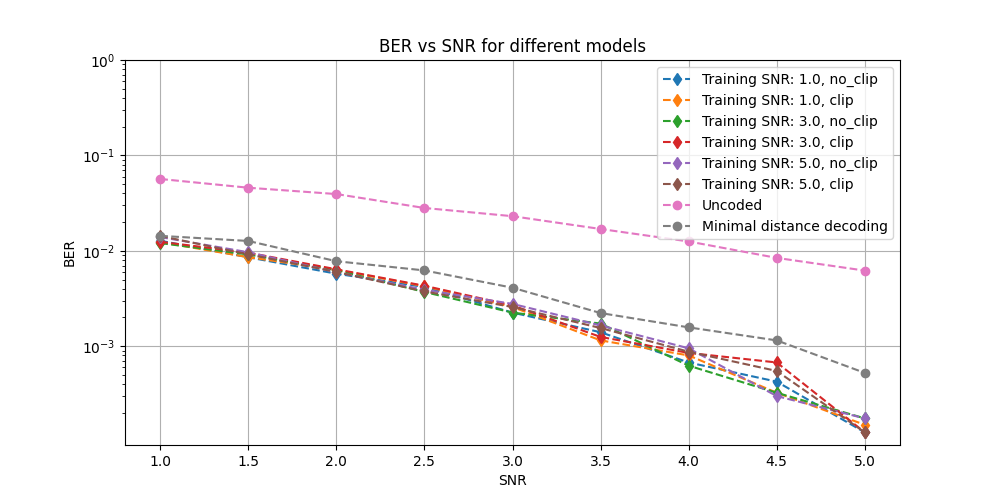 BER vs SNR for different models
10^0
10^-1
10^-2
10^-3
BER
Training SNR: 1.0, no_clip
Training SNR: 1.0, clip
Training SNR: 3.0, no_clip
Training SNR: 3.0, clip
Training SNR: 5.0, no_clip
Training SNR: 5.0, clip
Uncoded
Minimal distance decoding
1.0 1.5 2.0 2.5 3.0 3.5 4.0 4.5 5.0
SNR